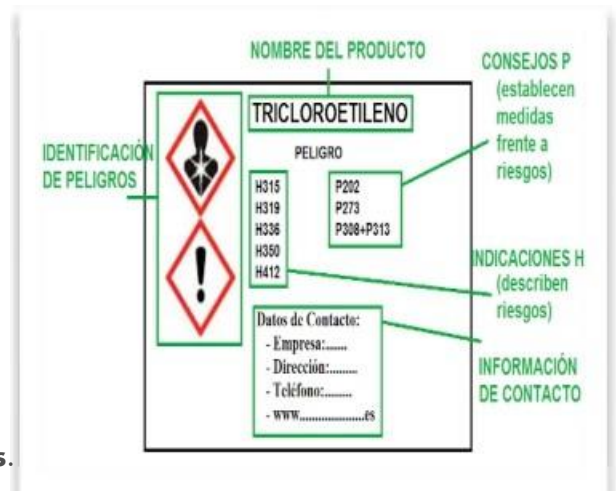 NOMBRE DEL PRODUCTO
CONSEJOS P
(establecen
medidas
frente a
riesgos)
TRICLOROETILENO
PELIGRO
IDENTIFICACIÓN
DE PELIGROS
H315
H319
H336
H350
H412
P202
P273
P308+P313
INDICACIONES H
(describen
riesgos)
Datos de Contacto:
- Empresa:.......
- Dirección:.........
- Teléfono:.........
- www.....................es
INFORMACIÓN
DE CONTACTO
s.